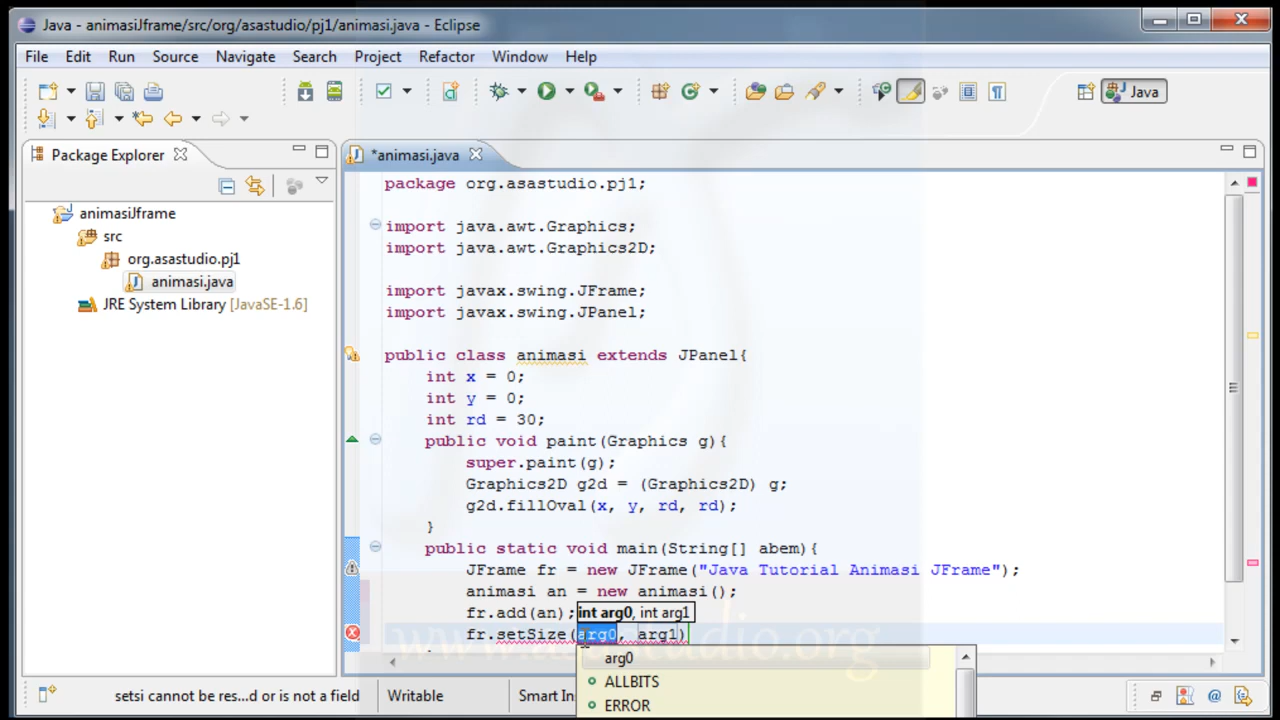 Java - animasiJframe/src/org/asastudio/pj1/animasi.java - Eclipse
File Edit Run Source Navigate Search Project Refactor Window Help
Java
Package Explorer
*animasi.java
animasiJframe
src
org.asastudio.pj1
animasi.java
JRE System Library [JavaSE-1.6]
package org.asastudio.pj1;
import java.awt.Graphics;
import java.awt.Graphics2D;
import javax.swing.JFrame;
import javax.swing.JPanel;
public class animasi extends JPanel{
int x = 0;
int y = 0;
int rd = 30;
public void paint(Graphics g){
super.paint(g);
Graphics2D g2d = (Graphics2D) g;
g2d.fillOval(x, y, rd, rd);
}
public static void main(String[] abem){
JFrame fr = new JFrame("Java Tutorial Animasi JFrame");
animasi an = new animasi();
fr.add(an);
int arg0, int arg1
fr.setSize(arg0, arg1)
www.asastudio.org
arg0
ALLBITS
ERROR
setsi cannot be res...d or is not a field
Writable
Smart In